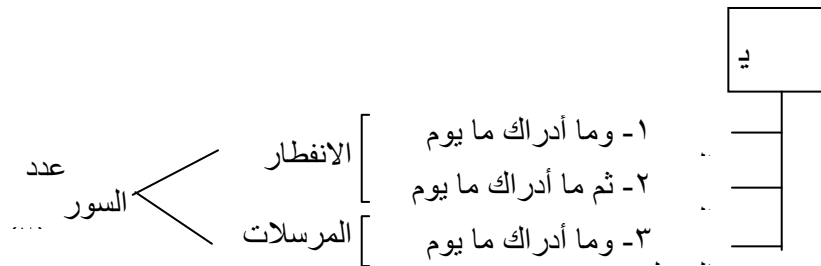 يـ
١- وما أدراك ما يوم
٢- ثم ما أدراك ما يوم
الانفطار
٣- وما أدراك ما يوم
المرسلات
عدد
السور